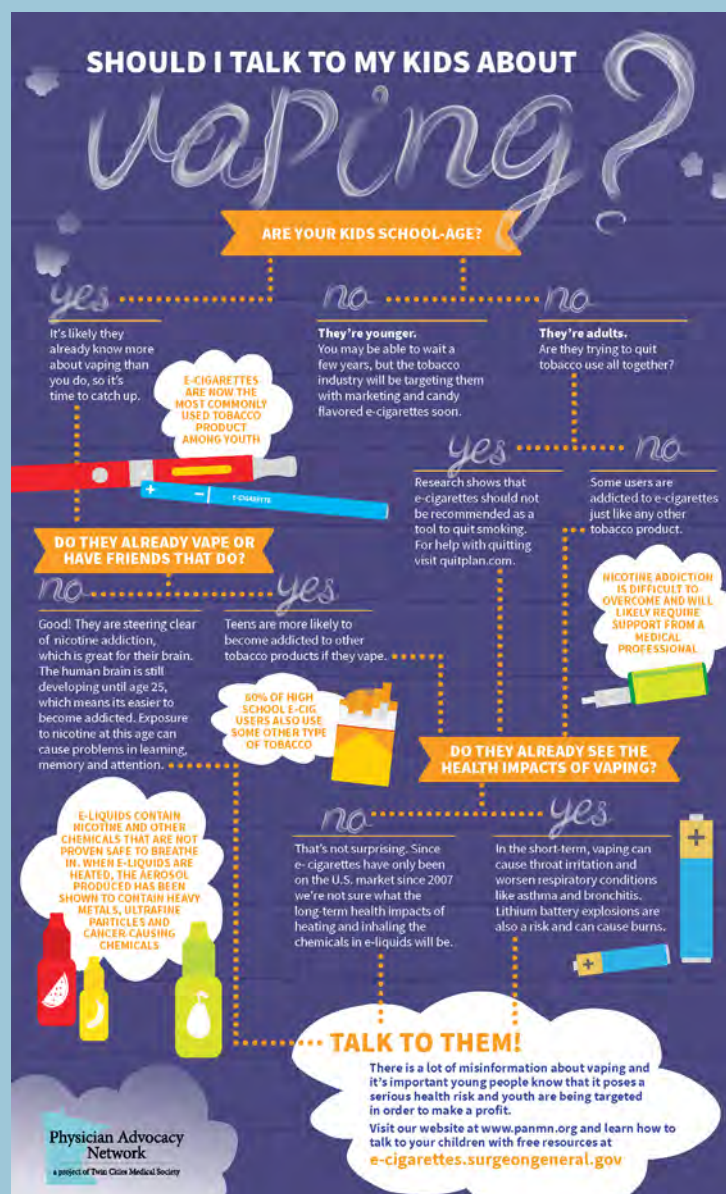 SHOULD I TALK TO MY KIDS ABOUT
vaping?
ARE YOUR KIDS SCHOOL-AGE?
yes
It's likely they
already know more
about vaping than
you do, so it's
time to catch up.
no
They're younger.
You may be able to wait a
few years, but the tobacco
industry will be targeting them
with marketing and candy
flavored e-cigarettes soon.
no
They're adults.
Are they trying to quit
tobacco use all together?
E-CIGARETTES
ARE NOW THE
MOST COMMONLY
USED TOBACCO
PRODUCT
AMONG YOUTH
+ − E-CIGARETTE
yes
Research shows that
e-cigarettes should not
be recommended as a
tool to quit smoking.
For help with quitting
visit quitplan.com.
no
Some users are
addicted to e-cigarettes
just like any other
tobacco product.
NICOTINE ADDICTION
IS DIFFICULT TO
OVERCOME AND WILL
LIKELY REQUIRE
SUPPORT FROM A
MEDICAL
PROFESSIONAL
DO THEY ALREADY VAPE OR
HAVE FRIENDS THAT DO?
no
Good! They are steering clear
of nicotine addiction,
which is great for their brain.
The human brain is still
developing until age 25,
which means its easier to
become addicted. Exposure
to nicotine at this age can
cause problems in learning,
memory and attention.
yes
Teens are more likely to
become addicted to other
tobacco products if they vape.
OF HIGH
SCHOOL E-CIG
USERS ALSO USE
SOME OTHER TYPE
OF TOBACCO
DO THEY ALREADY SEE THE
HEALTH IMPACTS OF VAPING?
no
That's not surprising. Since
e- cigarettes have only been
on the U.S. market since 2007
we're not sure what the
long-term health impacts of
heating and inhaling the
chemicals in e-liquids will be.
yes
In the short-term, vaping can
cause throat irritation and
worsen respiratory conditions
like asthma and bronchitis.
Lithium battery explosions are
also a risk and can cause burns.
+
+
E-LIQUIDS CONTAIN
NICOTINE AND OTHER
CHEMICALS THAT ARE NOT
PROVEN SAFE TO BREATHE
IN. WHEN E-LIQUIDS ARE
HEATED, THE AEROSOL
PRODUCED HAS BEEN
SHOWN TO CONTAIN HEAVY
METALS, ULTRAFINE
PARTICLES AND
CANCER CAUSING
CHEMICALS
TALK TO THEM!
There is a lot of misinformation about vaping and
it's important young people know that it poses a
serious health risk and youth are being targeted
in order to make a profit.
Visit our website at www.panmn.org and learn how to
talk to your children with free resources at
e-cigarettes.surgeongeneral.gov
Physician Advocacy
Network
a project of Twin Cities Medical Society